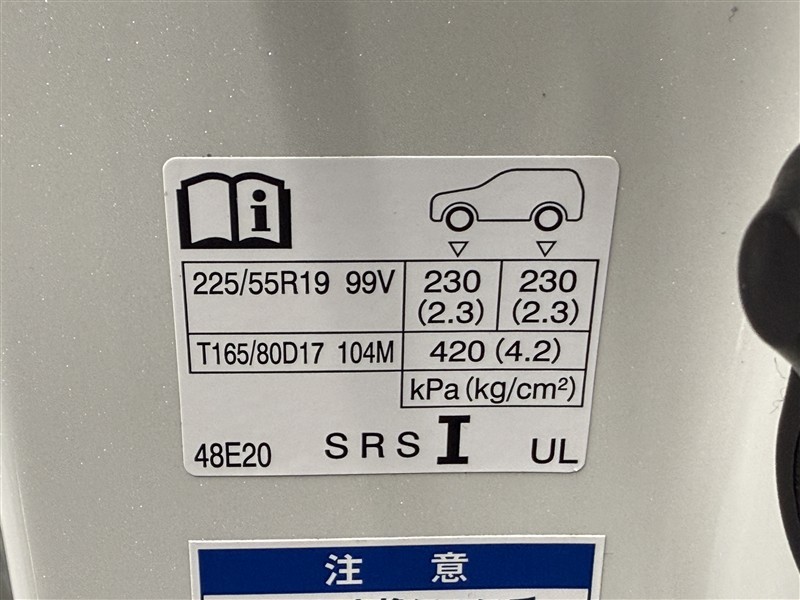 i
225/55R19 99V 230 230
(2.3) (2.3)
T165/80D17 104M 420 (4.2)
kPa(kg/cm²)
48E20 SRS I UL
注 意